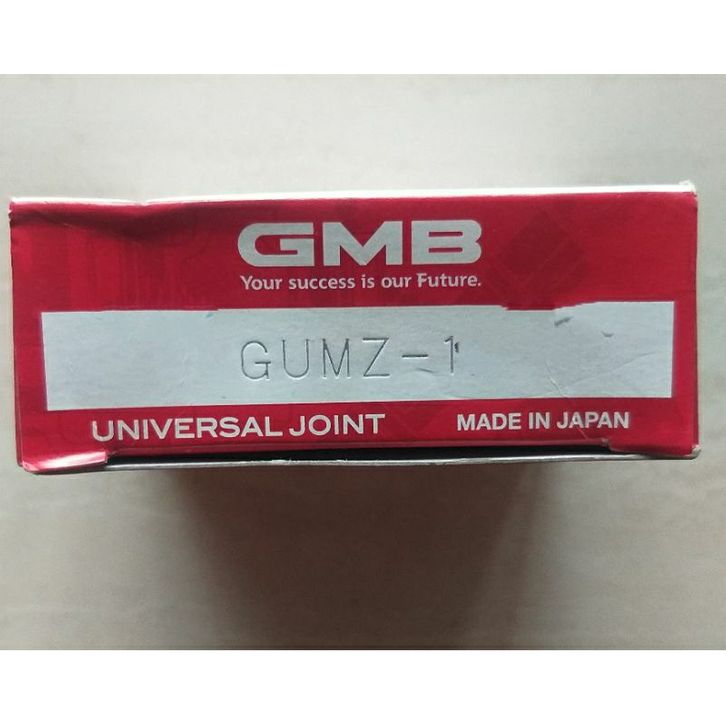 GMB
Your success is our Future.
GUMZ-1
UNIVERSAL JOINT MADE IN JAPAN